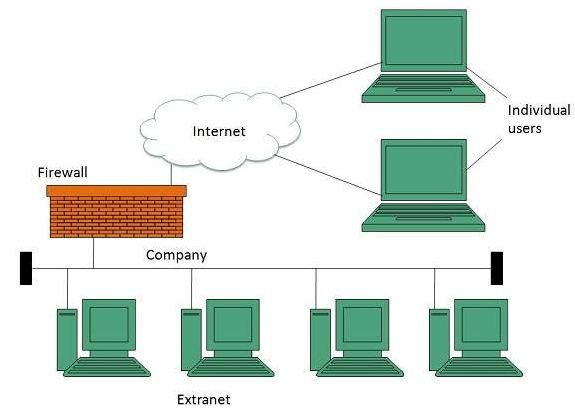 Internet
Individual
users
Firewall
Company
Extranet